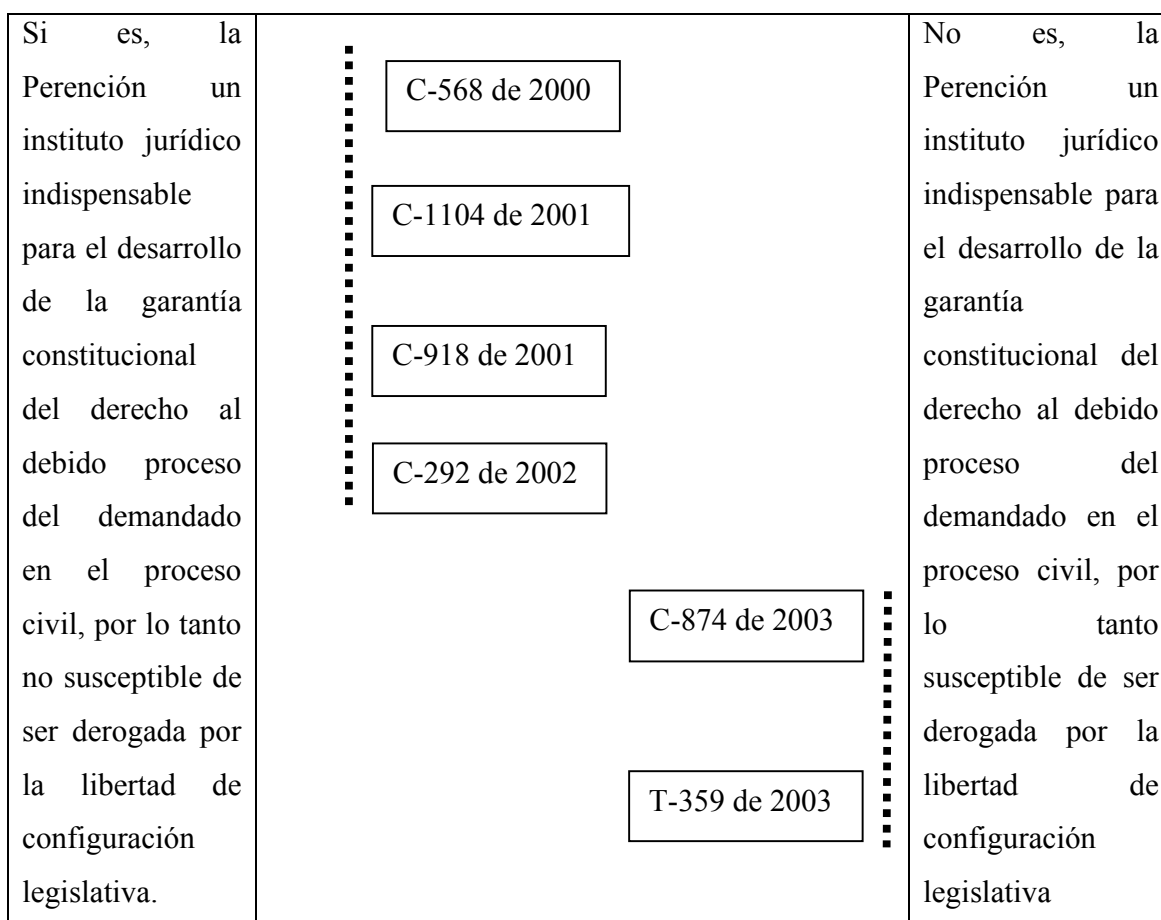 Si es, la
Perención un
instituto jurídico
indispensable
para el desarrollo
de la garantía
constitucional
del derecho al
debido proceso
del demandado
en el proceso
civil, por lo tanto
no susceptible de
ser derogada por
la libertad de
configuración
legislativa.
C-568 de 2000
C-1104 de 2001
C-918 de 2001
C-292 de 2002
C-874 de 2003
T-359 de 2003
No es, la
Perención un
instituto jurídico
indispensable para
el desarrollo de la
garantía
constitucional del
derecho al debido
proceso del
demandado en el
proceso civil, por
lo tanto
susceptible de ser
derogada por la
libertad de
configuración
legislativa